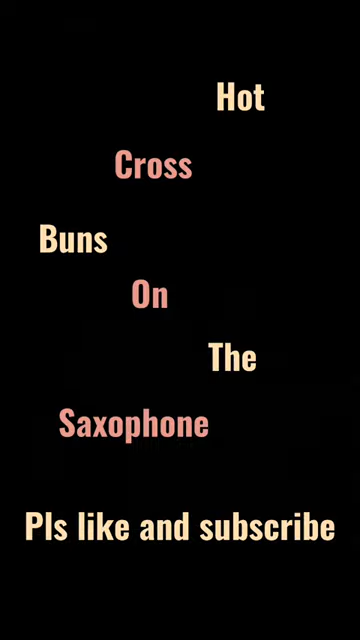 Hot
Cross
Buns
On
The
Saxophone
Pls like and subscribe